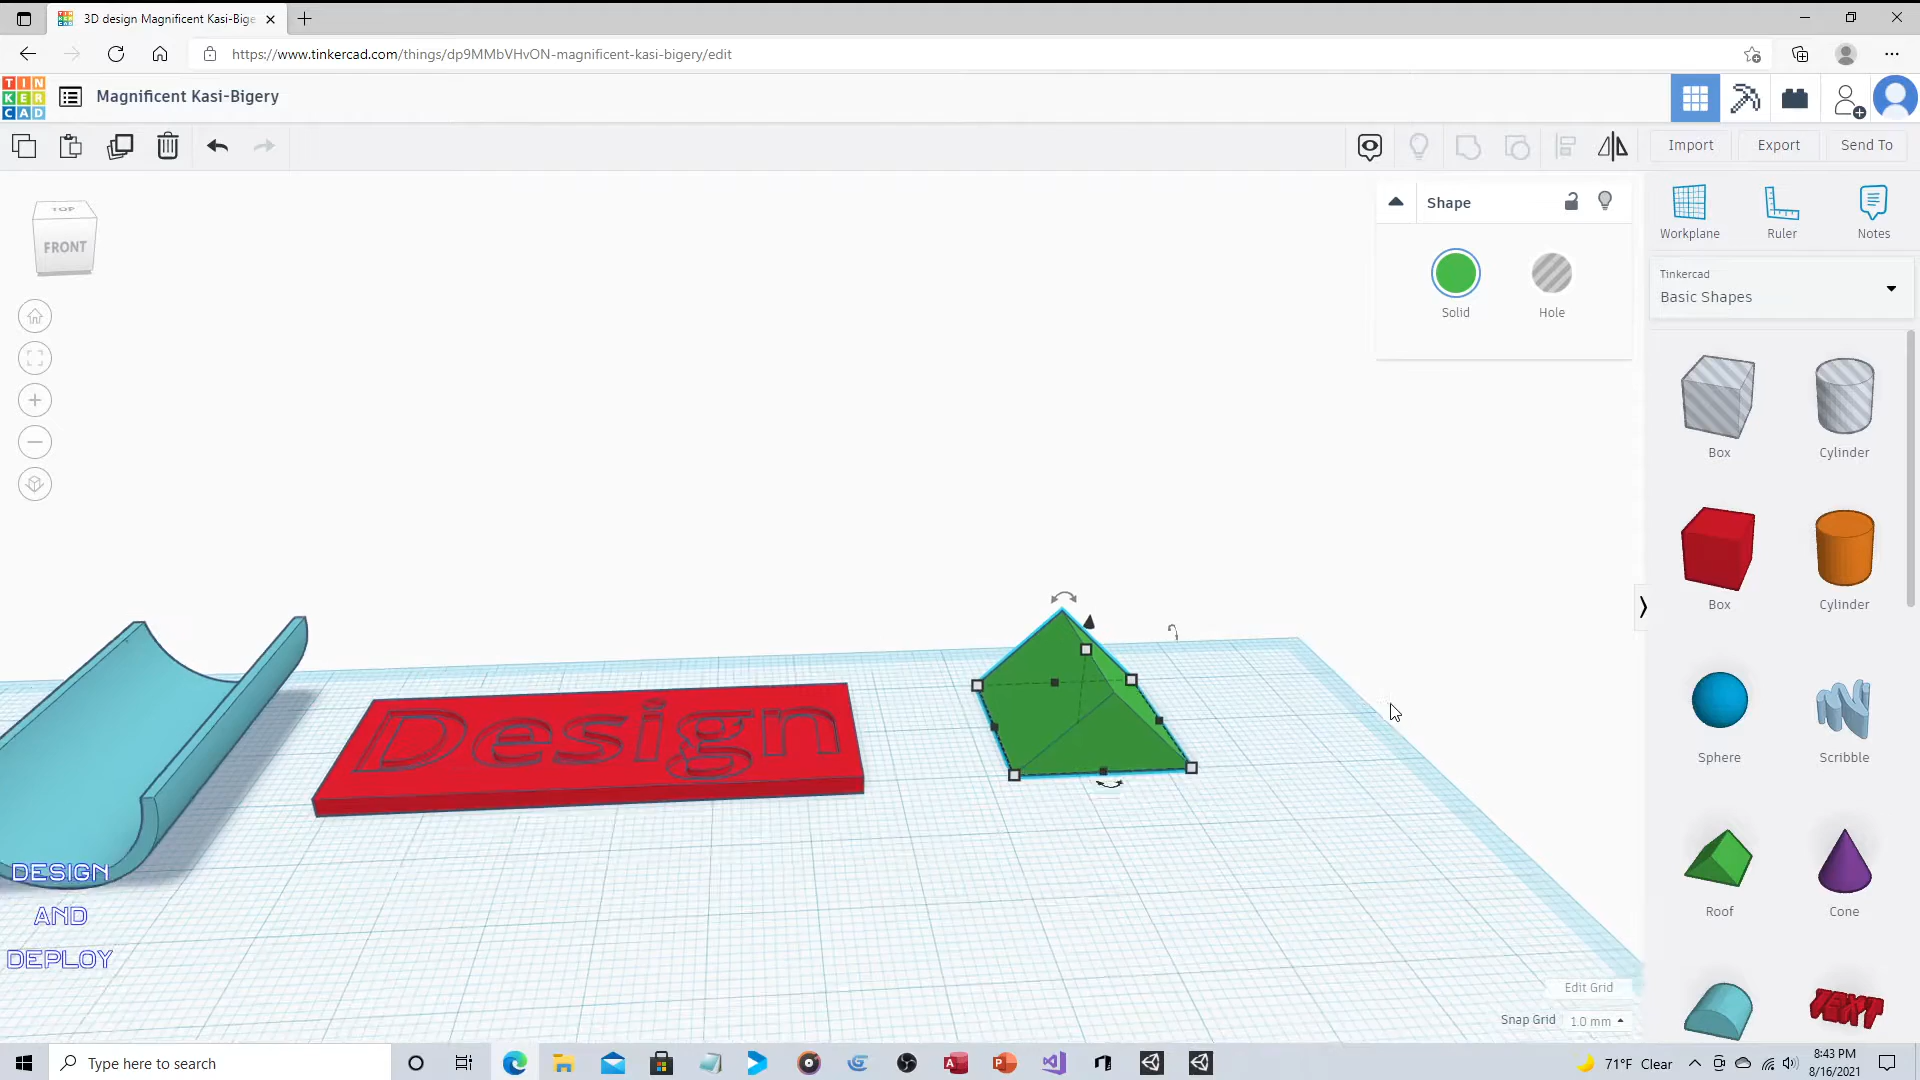 3D design Magnificent Kasi-Bige
https://www.tinkercad.com/things/dp9MMbVHvON-magnificent-kasi-bigery/edit
TIN
KER
CAD
Magnificent Kasi-Bigery
Import
Export
Send To
TOP
FRONT
Shape
Solid
Hole
Workplane
Ruler
Notes
Tinkercad
Basic Shapes
Box
Cylinder
Box
Cylinder
Sphere
Scribble
Roof
Cone
TEXT
Design
DESIGN
AND
DEPLOY
Edit Grid
Snap Grid
1.0 mm
Type here to search
71°F Clear
8:43 PM
8/16/2021